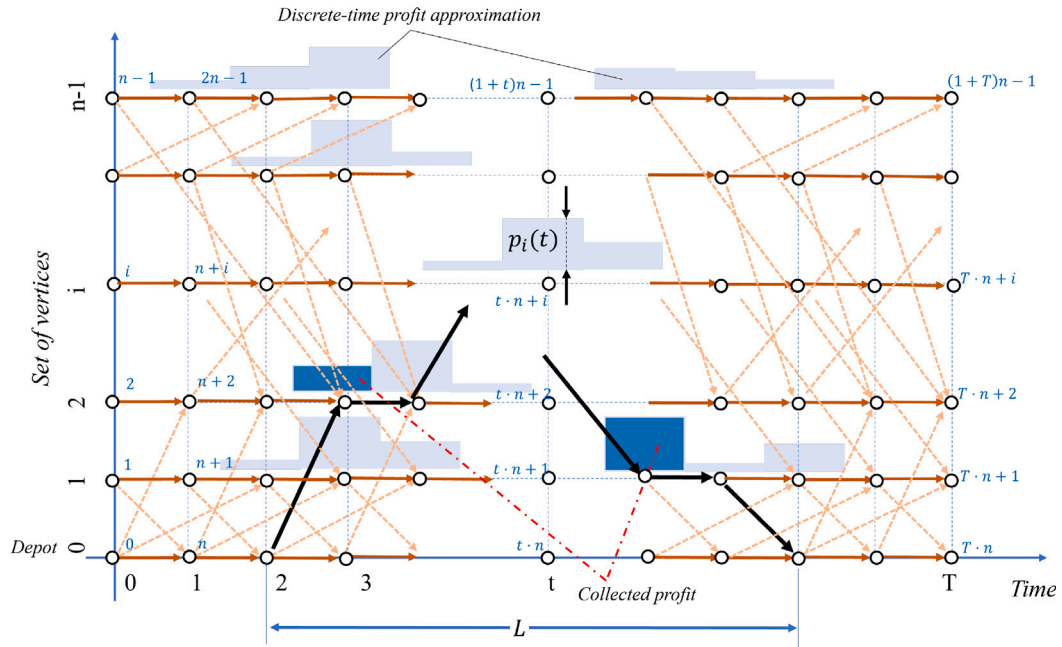 Discrete-time profit approximation
n − 1
2n − 1
(1 + t)n − 1
(1 + T)n − 1
n-1
p_i(t)
i
n + i
t · n + i
T · n + i
i
Set of vertices
2
n + 2
t · n + 2
T · n + 2
2
1
n + 1
t · n + 1
T · n + 1
1
Depot
0
0
n
t · n
T · n
0
1
2
3
t
T
Time
Collected profit
L